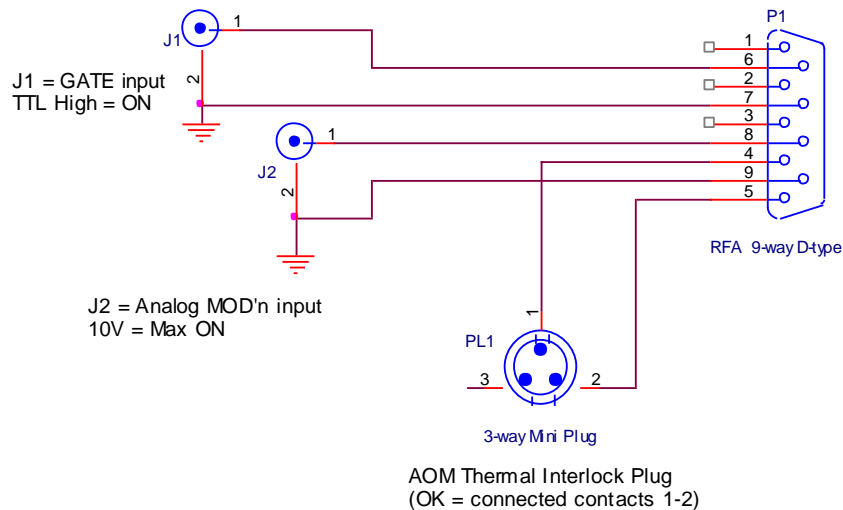 P1
J1
1
2
J1 = GATE input
TTL High = ON
1
6
2
7
3
8
4
9
5
RFA 9-way D-type
J2
1
2
J2 = Analog MOD'n input
10V = Max ON
PL1
1
3
2
3-way Mini Plug
AOM Thermal Interlock Plug
(OK = connected contacts 1-2)